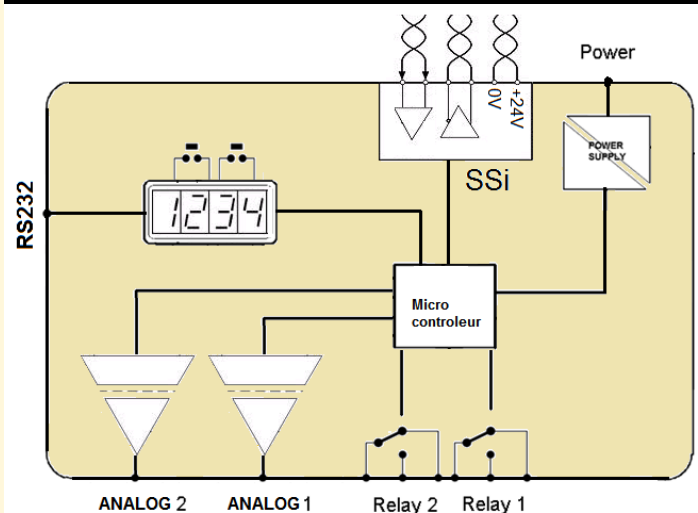 Power
0V
+24V
POWER
SUPPLY
SSi
1234
RS232
Micro
controleur
ANALOG 2
ANALOG 1
Relay 2
Relay 1